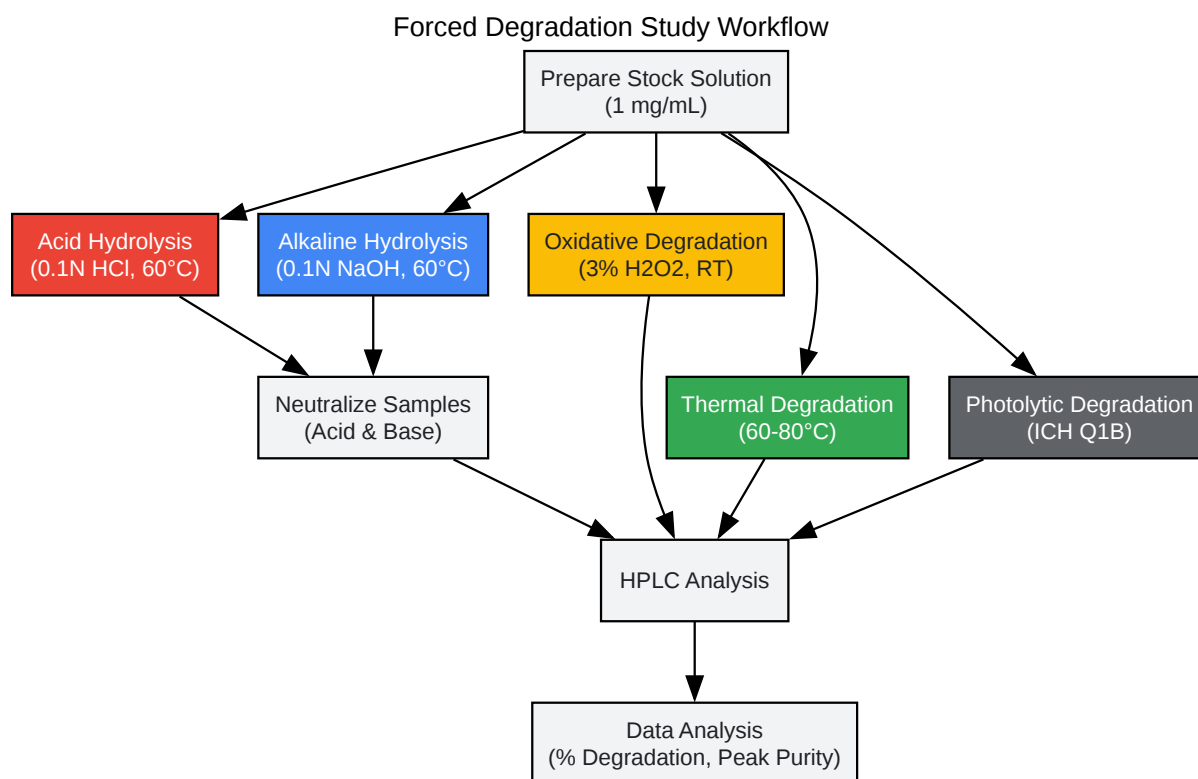 Forced Degradation Study Workflow
Prepare Stock Solution
(1 mg/mL)
Acid Hydrolysis
(0.1N HCl, 60°C)
Alkaline Hydrolysis
(0.1N NaOH, 60°C)
Oxidative Degradation
(3% H2O2, RT)
Neutralize Samples
(Acid & Base)
Thermal Degradation
(60-80°C)
Photolytic Degradation
(ICH Q1B)
HPLC Analysis
Data Analysis
(% Degradation, Peak Purity)